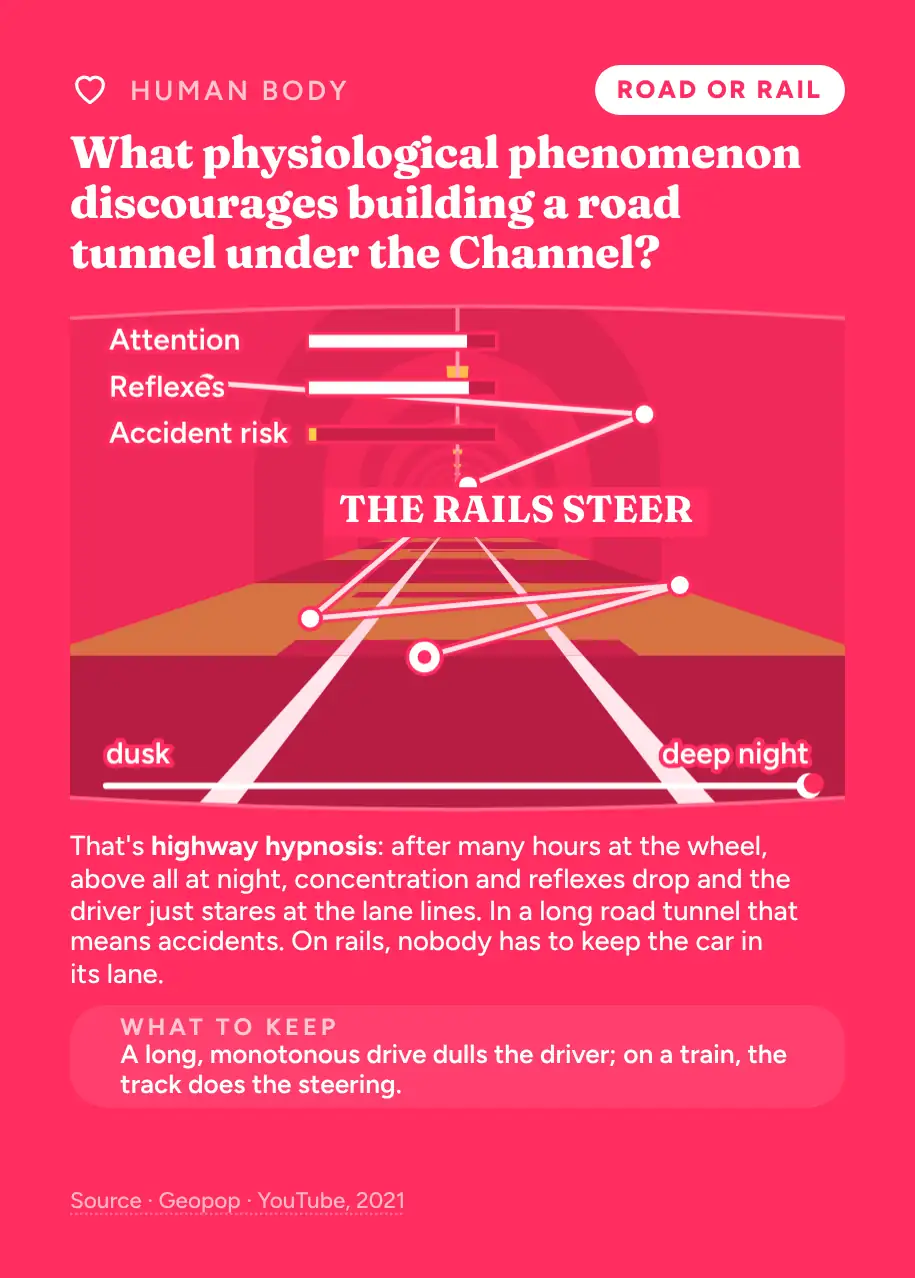 HUMAN BODY
ROAD OR RAIL
What physiological phenomenon
discourages building a road
tunnel under the Channel?
Attention
Reflexes
Accident risk
THE RAILS STEER
dusk
deep night
That's highway hypnosis: after many hours at the wheel,
above all at night, concentration and reflexes drop and the
driver just stares at the lane lines. In a long road tunnel that
means accidents. On rails, nobody has to keep the car in
its lane.
WHAT TO KEEP
A long, monotonous drive dulls the driver; on a train, the
track does the steering.
Source · Geopop · YouTube, 2021